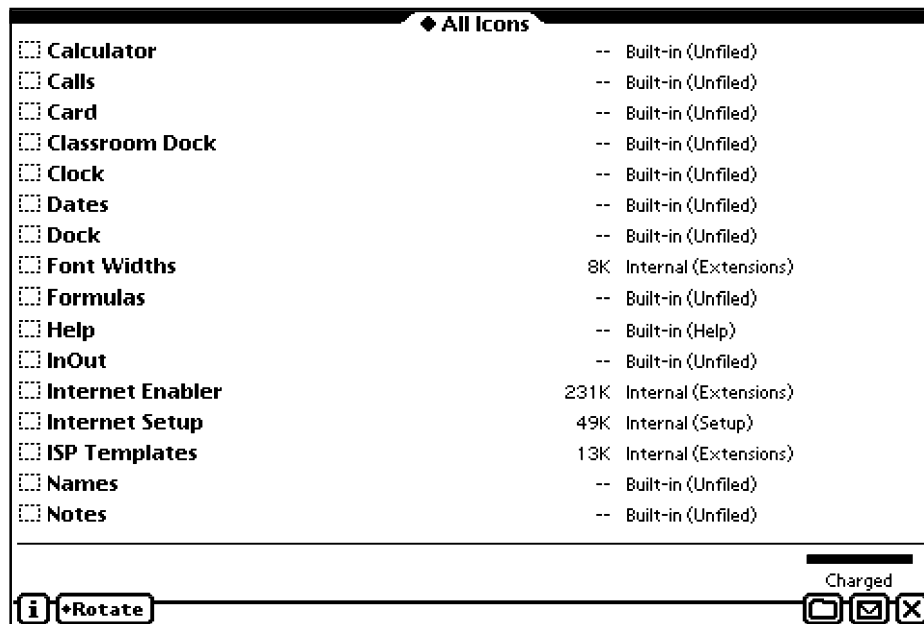 All Icons
Calculator -- Built-in (Unfiled)
Calls -- Built-in (Unfiled)
Card -- Built-in (Unfiled)
Classroom Dock -- Built-in (Unfiled)
Clock -- Built-in (Unfiled)
Dates -- Built-in (Unfiled)
Dock -- Built-in (Unfiled)
Font Widths 8K Internal (Extensions)
Formulas -- Built-in (Unfiled)
Help -- Built-in (Help)
InOut -- Built-in (Unfiled)
Internet Enabler 231K Internal (Extensions)
Internet Setup 49K Internal (Setup)
ISP Templates 13K Internal (Extensions)
Names -- Built-in (Unfiled)
Notes -- Built-in (Unfiled)
Charged
i Rotate X